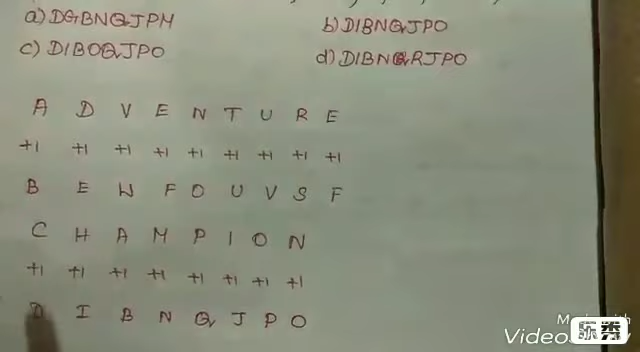 a) DGBNQJPM b) DIBNQJPO
c) DIBOQJPO d) DIBNQRJPO
A D V E N T U R E
+1 +1 +1 +1 +1 +1 +1 +1 +1
B E W F O U V S F
C H A M P I O N
+1 +1 +1 +1 +1 +1 +1 +1
D I B N Q J P O
Video